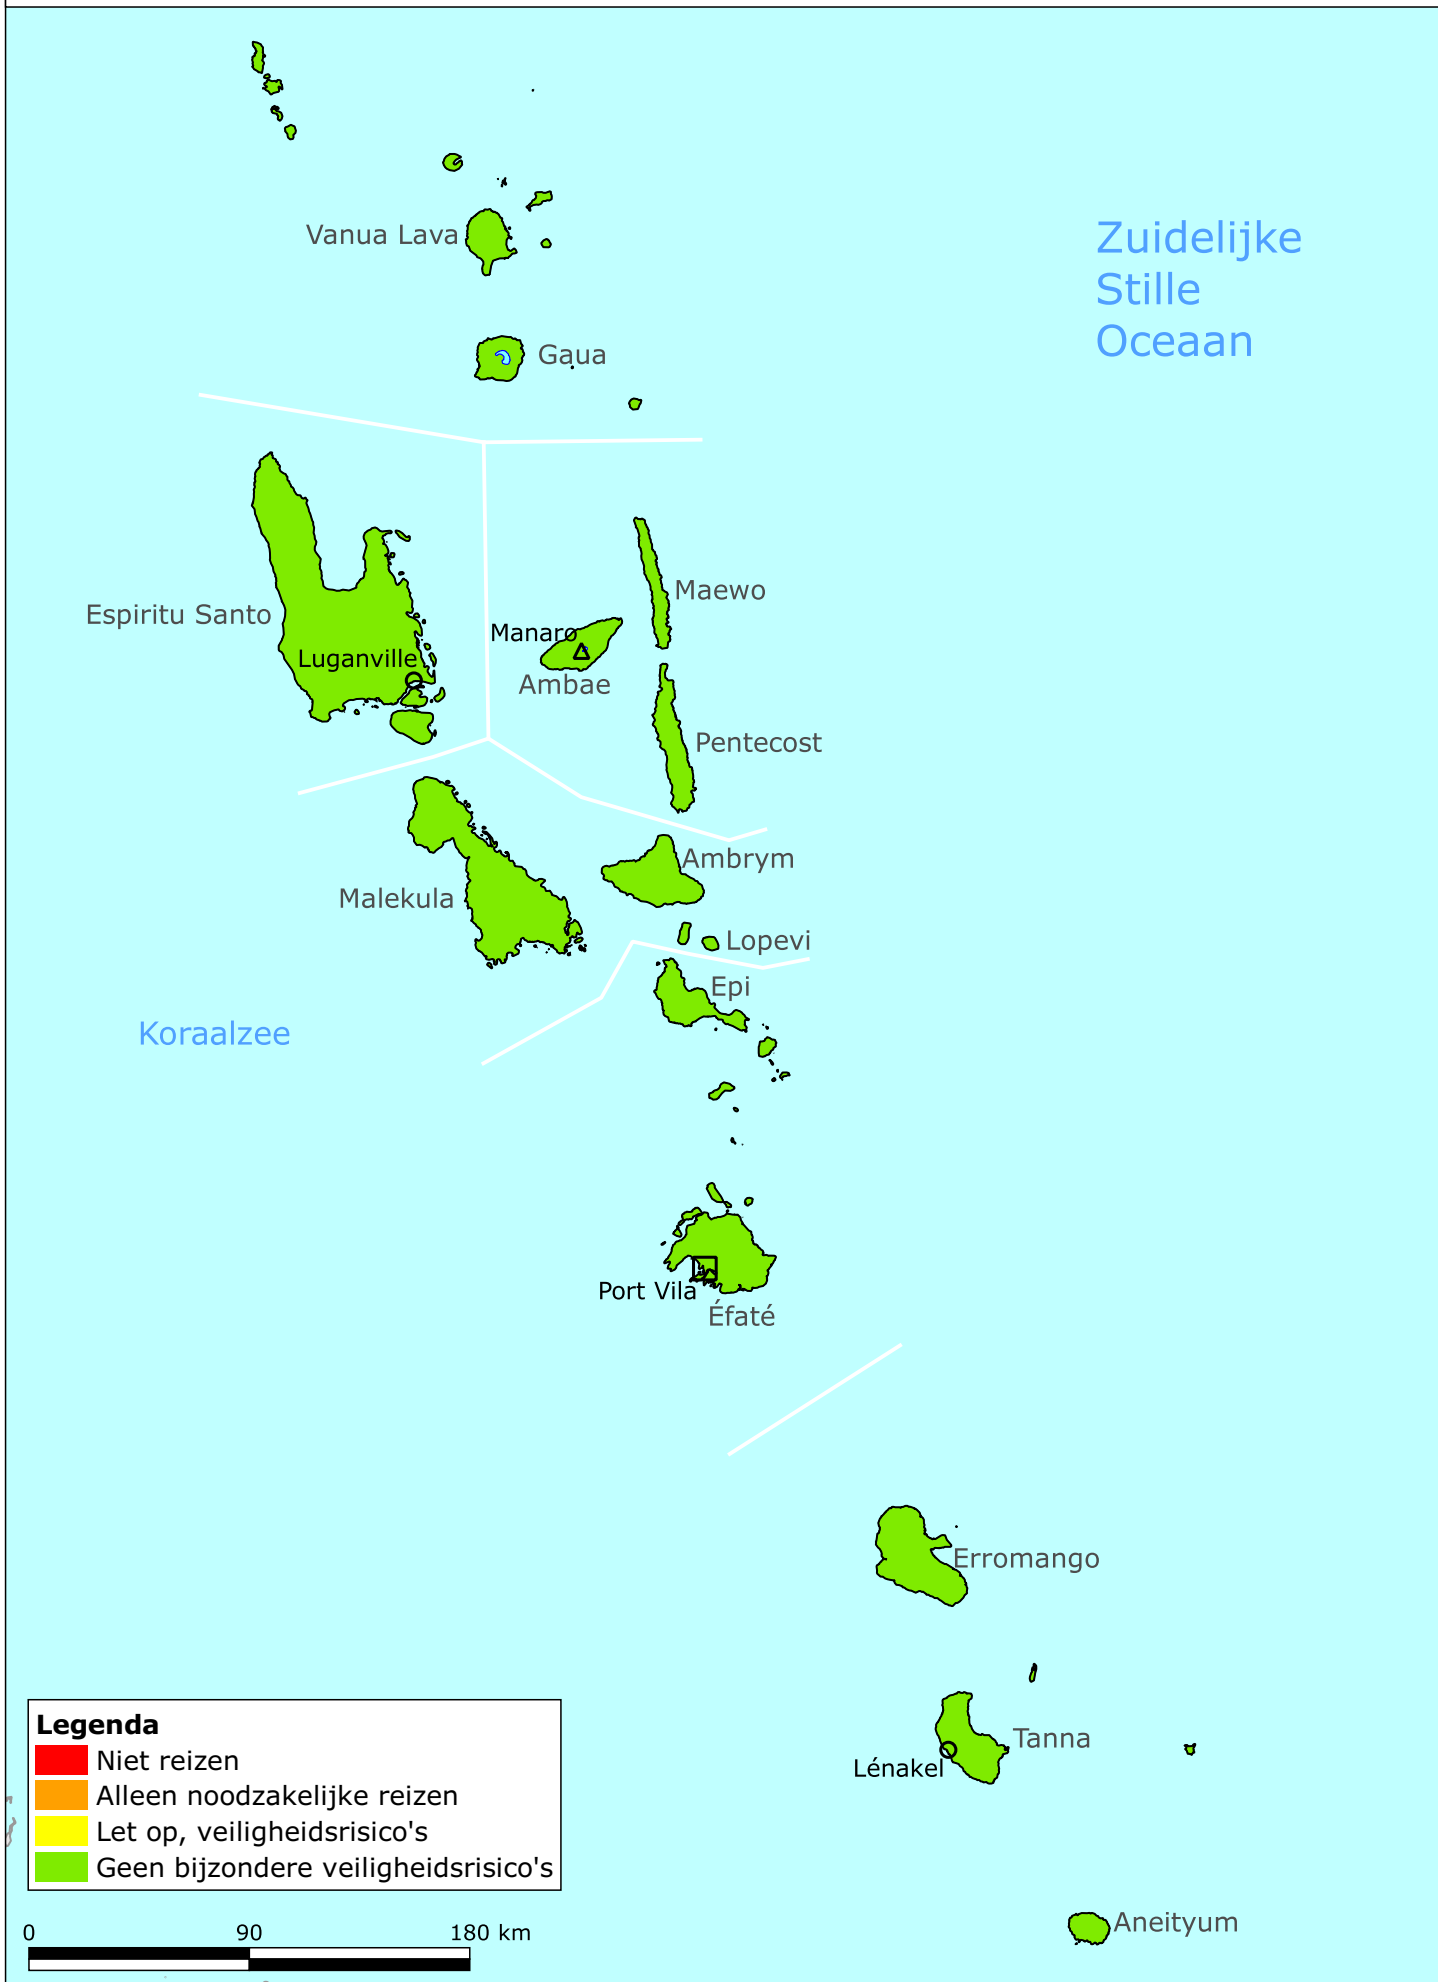 Vanua Lava
Zuidelijke
Stille
Oceaan
Gaua
Espiritu Santo
Maewo
Manaro
Luganville
Ambae
Pentecost
Ambrym
Malekula
Lopevi
Epi
Koraalzee
Port Vila
Éfaté
Erromango
Tanna
Lénakel
Legenda
Niet reizen
Alleen noodzakelijke reizen
Let op, veiligheidsrisico's
Geen bijzondere veiligheidsrisico's
Aneityum
0 90 180 km